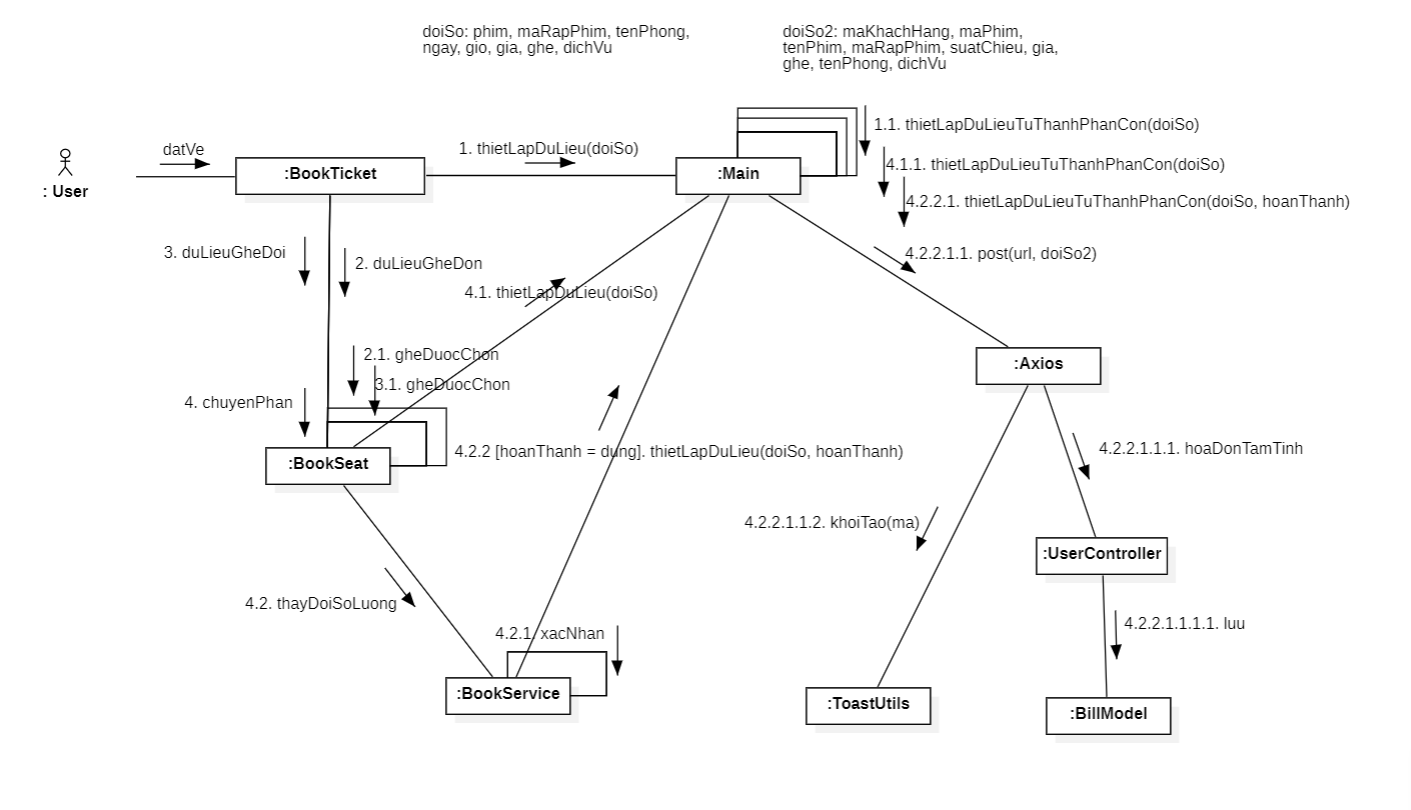 doiSo: phim, maRapPhim, tenPhong,
ngay, gio, gia, ghe, dichVu
doiSo2: maKhachHang, maPhim,
tenPhim, maRapPhim, suatChieu, gia,
ghe, tenPhong, dichVu
1.1. thietLapDuLieuTuThanhPhanCon(doiSo)
datVe
1. thietLapDuLieu(doiSo)
4.1.1. thietLapDuLieuTuThanhPhanCon(doiSo)
:BookTicket
:Main
: User
4.2.2.1. thietLapDuLieuTuThanhPhanCon(doiSo, hoanThanh)
3. duLieuGheDoi
2. duLieuGheDon
4.2.2.1.1. post(url, doiSo2)
4.1. thietLapDuLieu(doiSo)
2.1. gheDuocChon
:Axios
3.1. gheDuocChon
4. chuyenPhan
4.2.2 [hoanThanh = dung]. thietLapDuLieu(doiSo, hoanThanh)
4.2.2.1.1.1. hoaDonTamTinh
:BookSeat
4.2.2.1.1.2. khoiTao(ma)
:UserController
4.2. thayDoiSoLuong
4.2.1. xacNhan
4.2.2.1.1.1.1. luu
:BookService
:ToastUtils
:BillModel